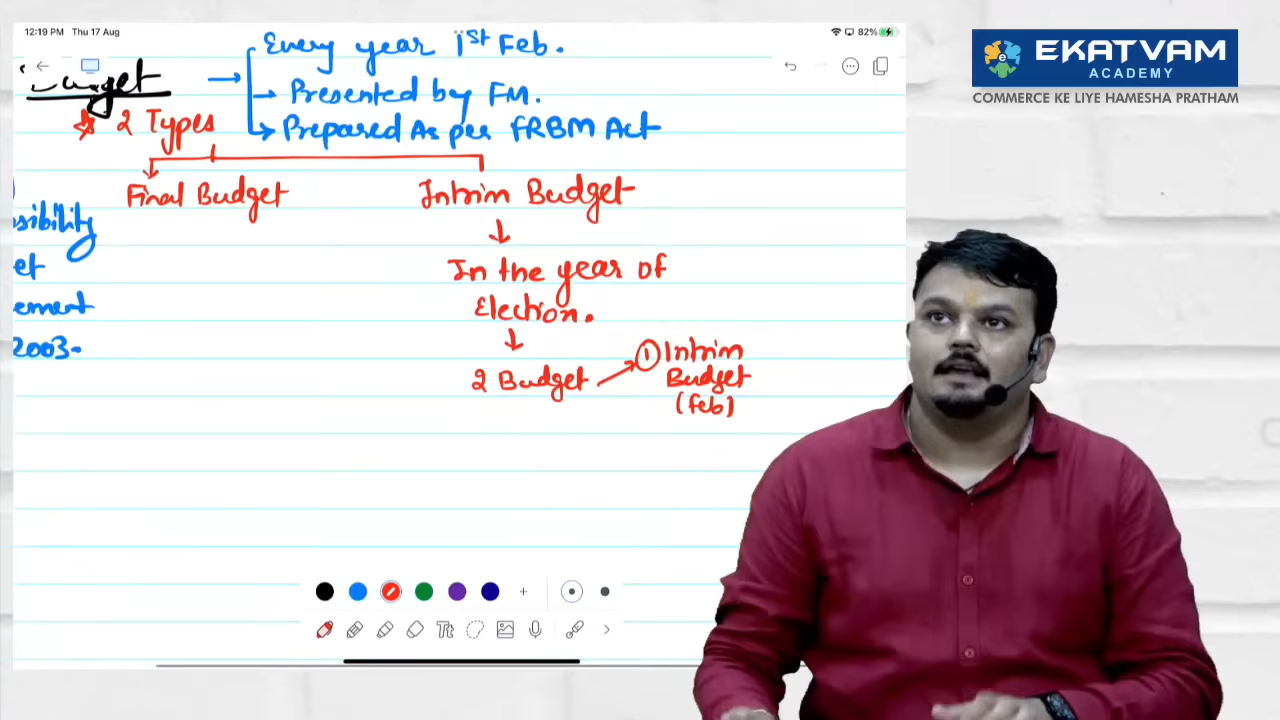 12:19 PM Thu 17 Aug
82%
Budget
Every year 1st Feb.
Presented by FM.
Prepared As per FRBM Act
2 Types
Final Budget
Intrim Budget
sibility
et
ement
2003-
In the year of
Election.
2 Budget
① Intrim
Budget
(Feb)
Tt
EKATVAM
ACADEMY
COMMERCE KE LIYE HAMESHA PRATHAM